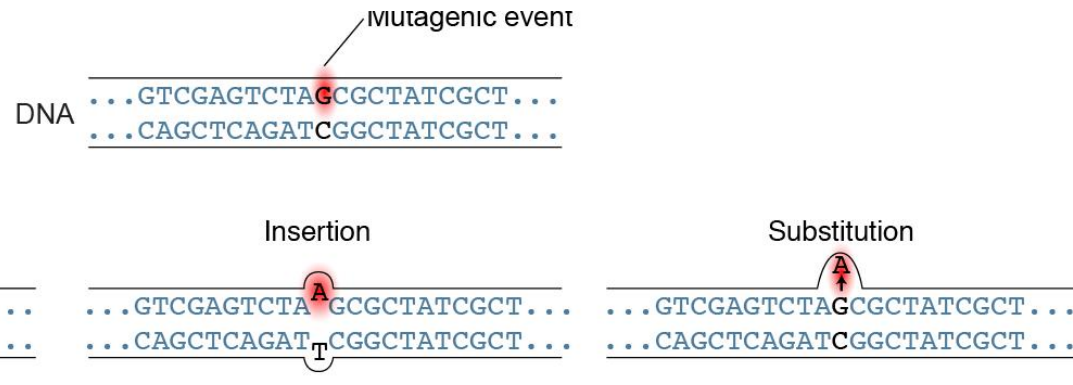 Mutagenic event
DNA
...GTCGAGTCTAGCGCTATCGCT...
...CAGCTCAGATCGGCTATCGCT...
Insertion
Substitution
A
A
.. ...GTCGAGTCTA GCGCTATCGCT... ...GTCGAGTCTAGCGCTATCGCT...
.. ...CAGCTCAGAT CGGCTATCGCT... ...CAGCTCAGATCGGCTATCGCT...
T